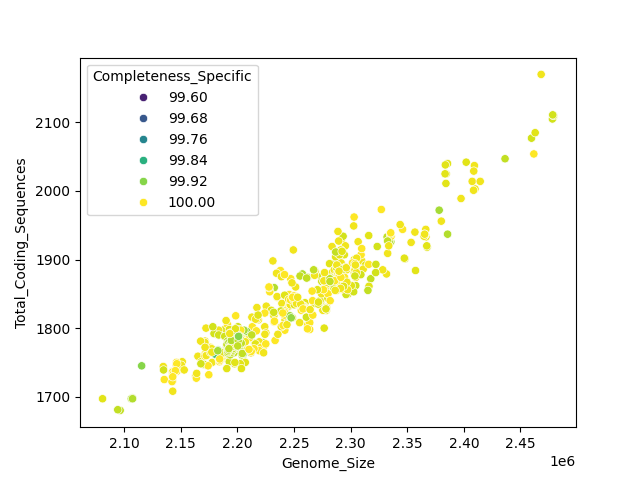 Completeness_Specific
99.60
99.68
99.76
99.84
99.92
100.00
2100
2000
1900
1800
1700
Total_Coding_Sequences
2.10 2.15 2.20 2.25 2.30 2.35 2.40 2.45
1e6
Genome_Size